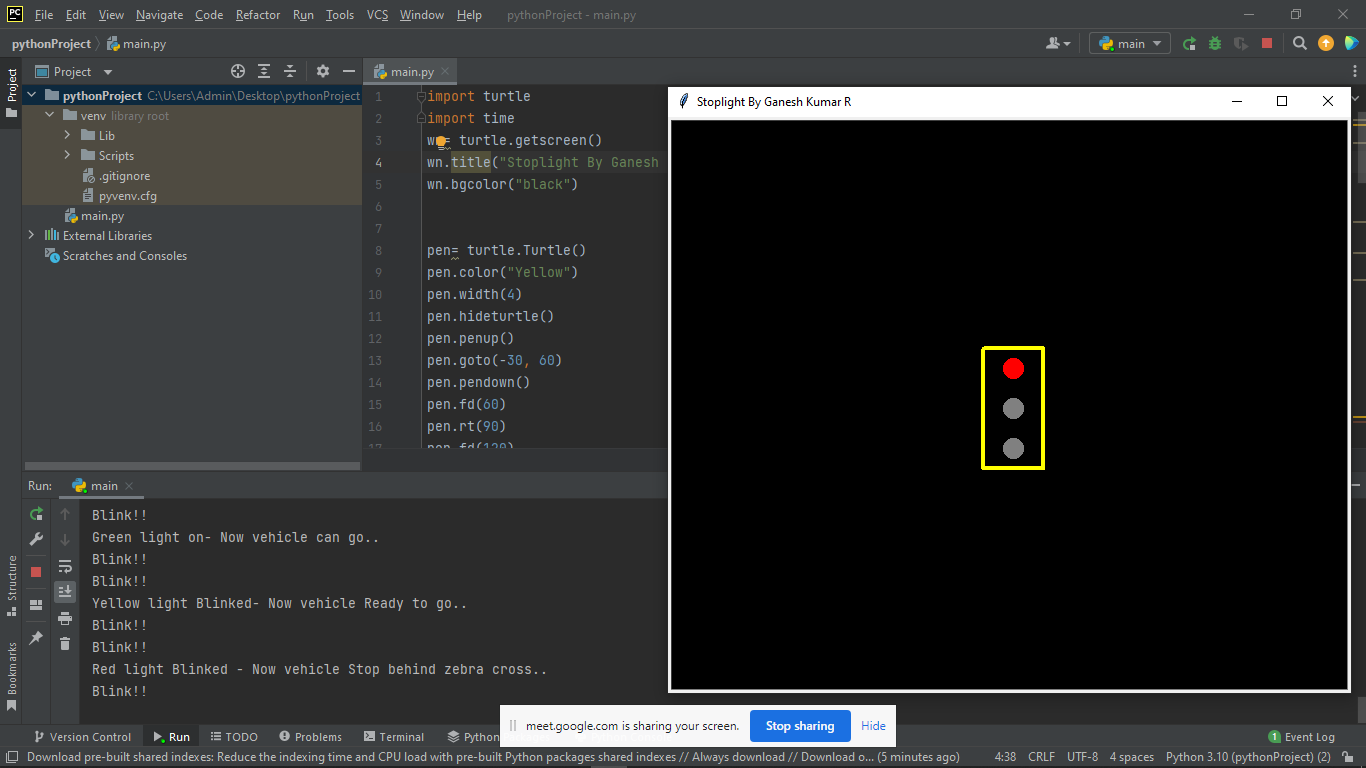 PC File Edit View Navigate Code Refactor Run Tools VCS Window Help pythonProject - main.py
pythonProject main.py main
Project
Project
main.py
pythonProject C:\Users\Admin\Desktop\pythonProject
venv library root
Lib
Scripts
.gitignore
pyvenv.cfg
main.py
External Libraries
Scratches and Consoles
1 import turtle
2 import time
3 wn= turtle.getscreen()
4 wn.title("Stoplight By Ganesh
5 wn.bgcolor("black")
6
7
8 pen= turtle.Turtle()
9 pen.color("Yellow")
10 pen.width(4)
11 pen.hideturtle()
12 pen.penup()
13 pen.goto(-30, 60)
14 pen.pendown()
15 pen.fd(60)
16 pen.rt(90)
17 pen.fd(120)
Stoplight By Ganesh Kumar R
Run: main
Blink!!
Green light on- Now vehicle can go..
Blink!!
Blink!!
Yellow light Blinked- Now vehicle Ready to go..
Blink!!
Blink!!
Red light Blinked - Now vehicle Stop behind zebra cross..
Blink!!
Structure
Bookmarks
meet.google.com is sharing your screen. Stop sharing Hide
Version Control Run TODO Problems Terminal Python 1 Event Log
Download pre-built shared indexes: Reduce the indexing time and CPU load with pre-built Python packages shared indexes // Always download // Download o... (5 minutes ago) 4:38 CRLF UTF-8 4 spaces Python 3.10 (pythonProject) (2)